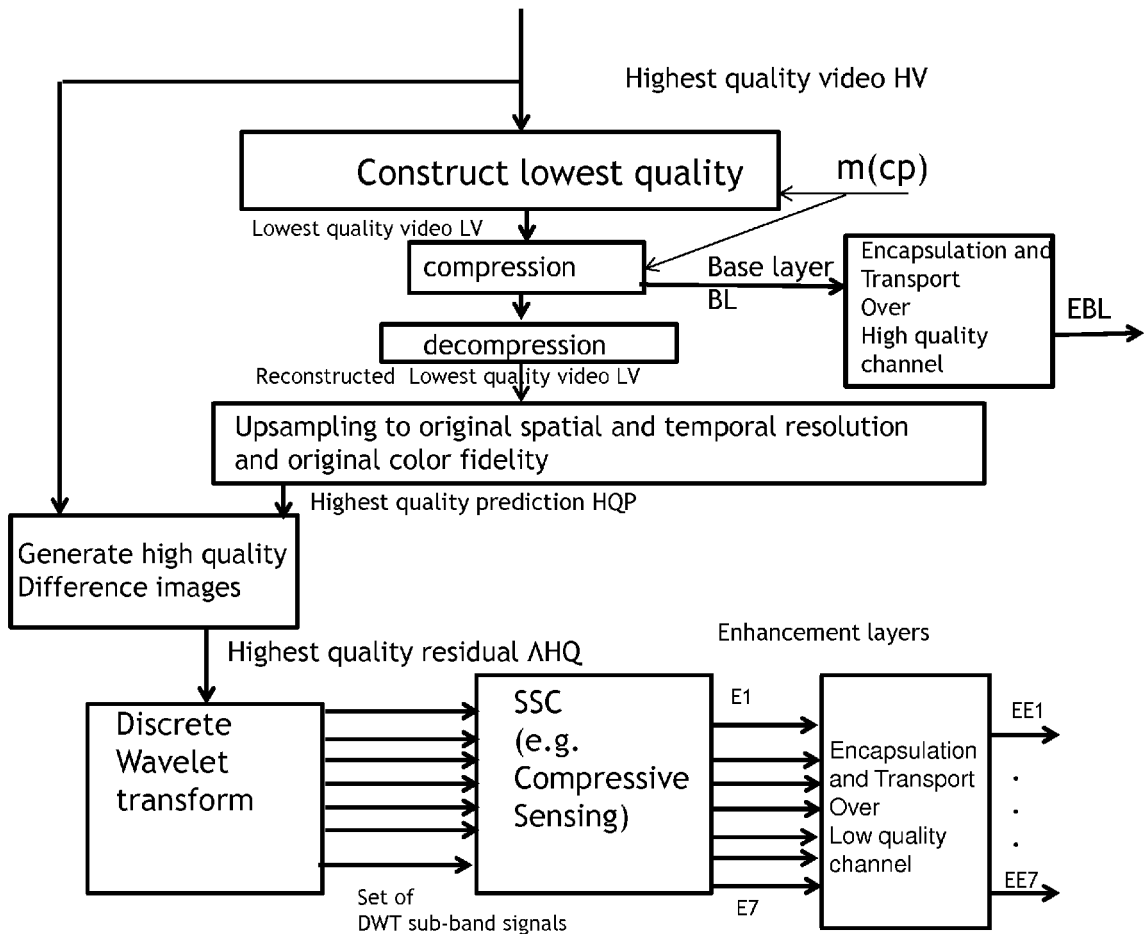 Highest quality video HV
Construct lowest quality
m(cp)
Lowest quality video LV
compression
Base layer
BL
Encapsulation and
Transport
Over
High quality
channel
EBL
decompression
Reconstructed Lowest quality video LV
Upsampling to original spatial and temporal resolution
and original color fidelity
Highest quality prediction HQP
Generate high quality
Difference images
Highest quality residual ΛHQ
Enhancement layers
Discrete
Wavelet
transform
SSC
(e.g.
Compressive
Sensing)
E1
E7
Encapsulation
and Transport
Over
Low quality
channel
EE1
.
.
.
EE7
Set of
DWT sub-band signals